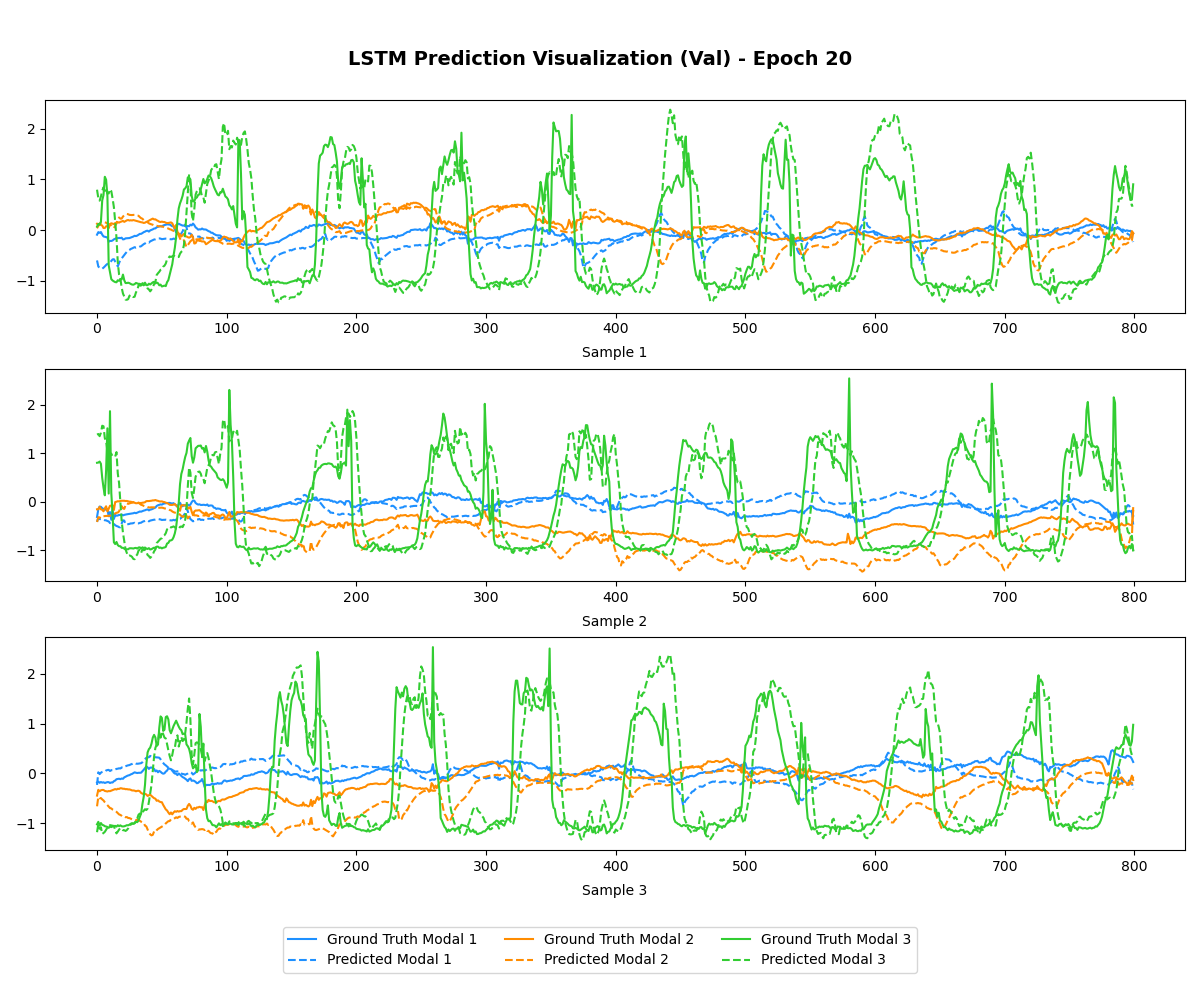 LSTM Prediction Visualization (Val) - Epoch 20
2
1
0
−1
0 100 200 300 400 500 600 700 800
Sample 1
2
1
0
−1
0 100 200 300 400 500 600 700 800
Sample 2
2
1
0
−1
0 100 200 300 400 500 600 700 800
Sample 3
Ground Truth Modal 1 Ground Truth Modal 2 Ground Truth Modal 3
Predicted Modal 1 Predicted Modal 2 Predicted Modal 3